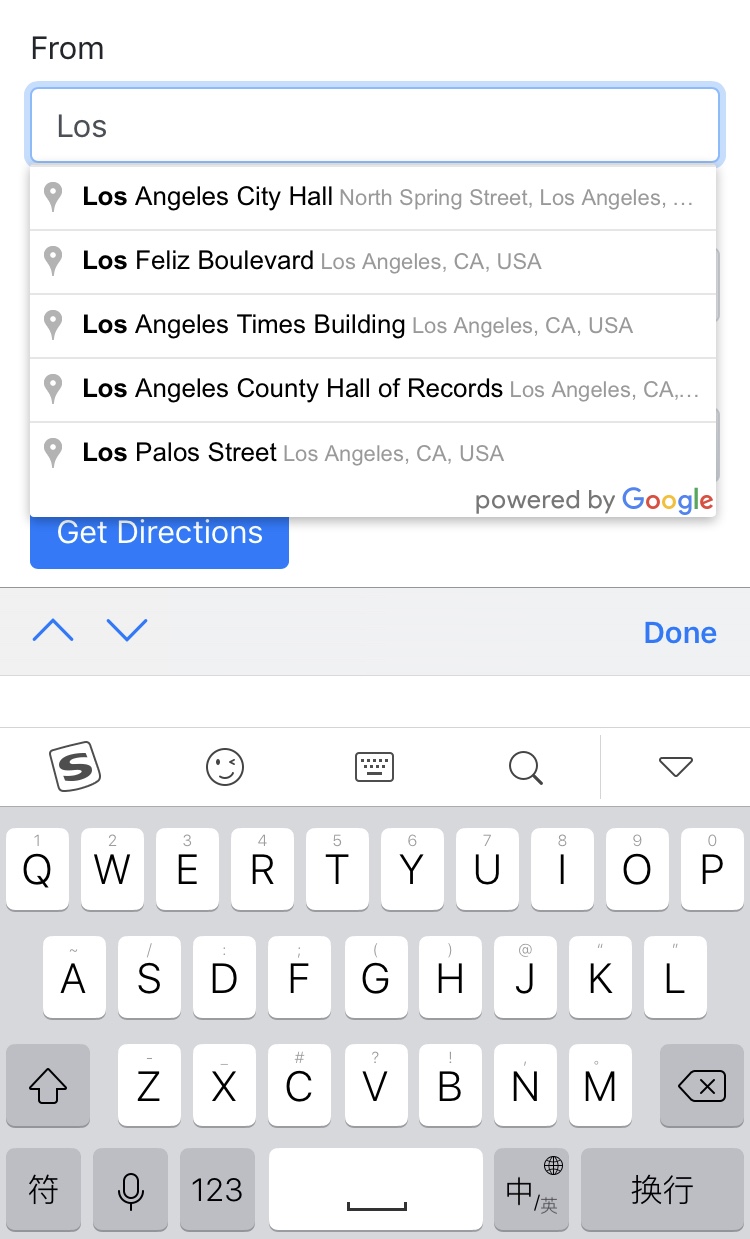 From
Los
Los Angeles City Hall North Spring Street, Los Angeles, ...
Los Feliz Boulevard Los Angeles, CA, USA
Los Angeles Times Building Los Angeles, CA, USA
Los Angeles County Hall of Records Los Angeles, CA,...
Los Palos Street Los Angeles, CA, USA
powered by Google
Get Directions
Done
S
1 2 3 4 5 6 7 8 9 0
Q W E R T Y U I O P
~ / : ; ( ) @ “ ”
A S D F G H J K L
- _ # ? ! , 。
Z X C V B N M
符 123 中/英 换行